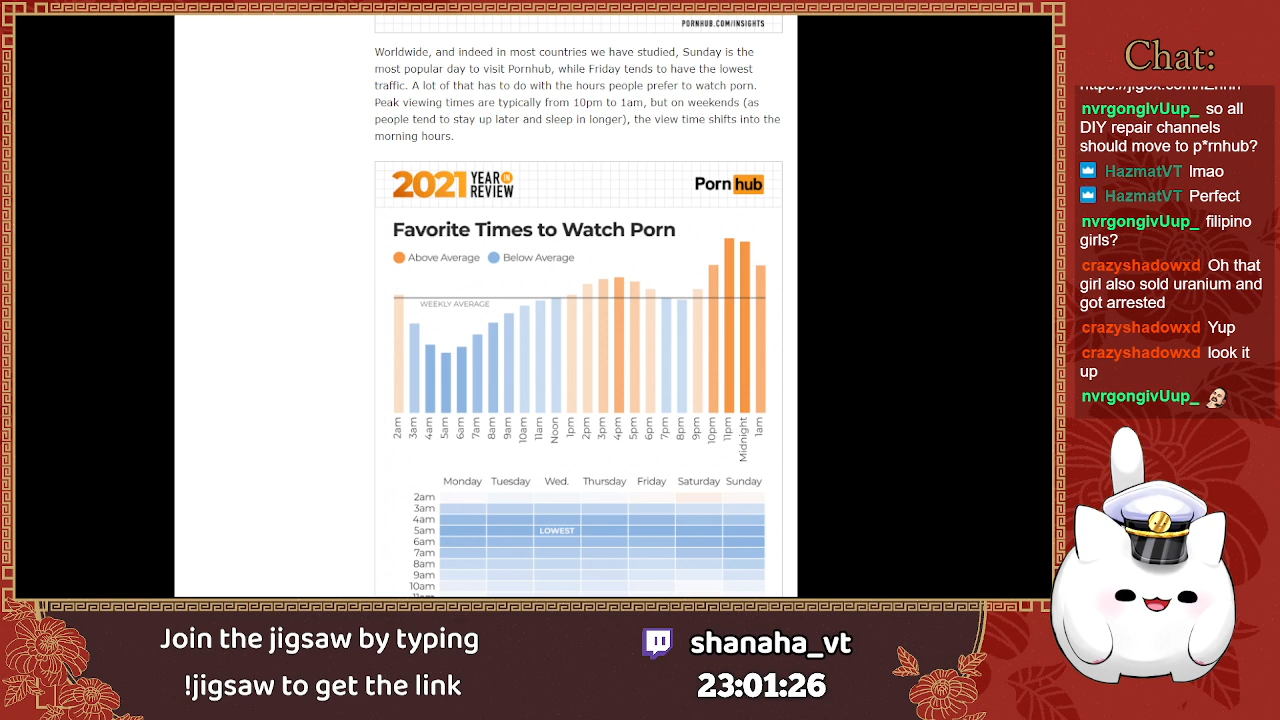 PORNHUB.COM/INSIGHTS
Worldwide, and indeed in most countries we have studied, Sunday is the
most popular day to visit Pornhub, while Friday tends to have the lowest
traffic. A lot of that has to do with the hours people prefer to watch porn.
Peak viewing times are typically from 10pm to 1am, but on weekends (as
people tend to stay up later and sleep in longer), the view time shifts into the
morning hours.
2021 YEAR IN REVIEW
Porn hub
Favorite Times to Watch Porn
Above Average Below Average
WEEKLY AVERAGE
2am 3am 4am 5am 6am 7am 8am 9am 10am 11am Noon 1pm 2pm 3pm 4pm 5pm 6pm 7pm 8pm 9pm 10pm 11pm Midnight 1am
Monday Tuesday Wed. Thursday Friday Saturday Sunday
2am
3am
4am
5am LOWEST
6am
7am
8am
9am
10am
Chat:
nvrgongivUup_ so all
DIY repair channels
should move to p*rnhub?
HazmatVT lmao
HazmatVT Perfect
nvrgongivUup_ filipino
girls?
crazyshadowxd Oh that
girl also sold uranium and
got arrested
crazyshadowxd Yup
crazyshadowxd look it
up
nvrgongivUup_
Join the jigsaw by typing
!jigsaw to get the link
shanaha_vt
23:01:26